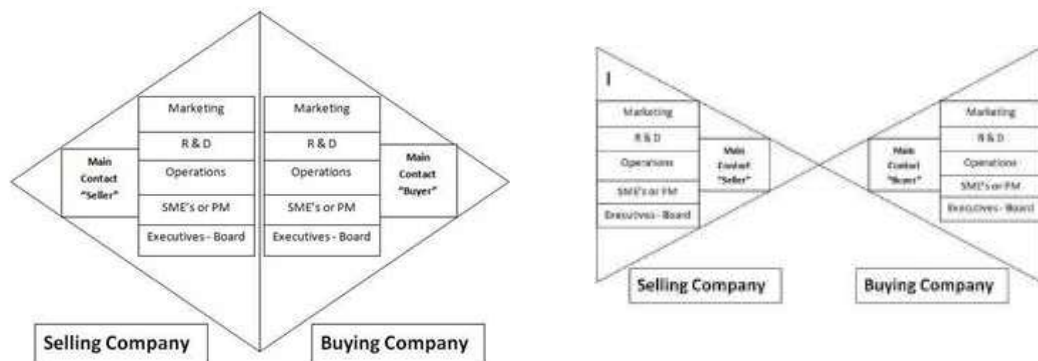 Marketing
R & D
Operations
SME's or PM
Executives - Board
Main
Contact
"Seller"
Marketing
R & D
Operations
SME's or PM
Executives - Board
Main
Contact
"Buyer"
Selling Company
Buying Company
I
Marketing
R & D
Operations
SME's or PM
Executives - Board
Main
Contact
"Seller"
Main
Contact
"Buyer"
Marketing
R & D
Operations
SME's or PM
Executives - Board
Selling Company
Buying Company